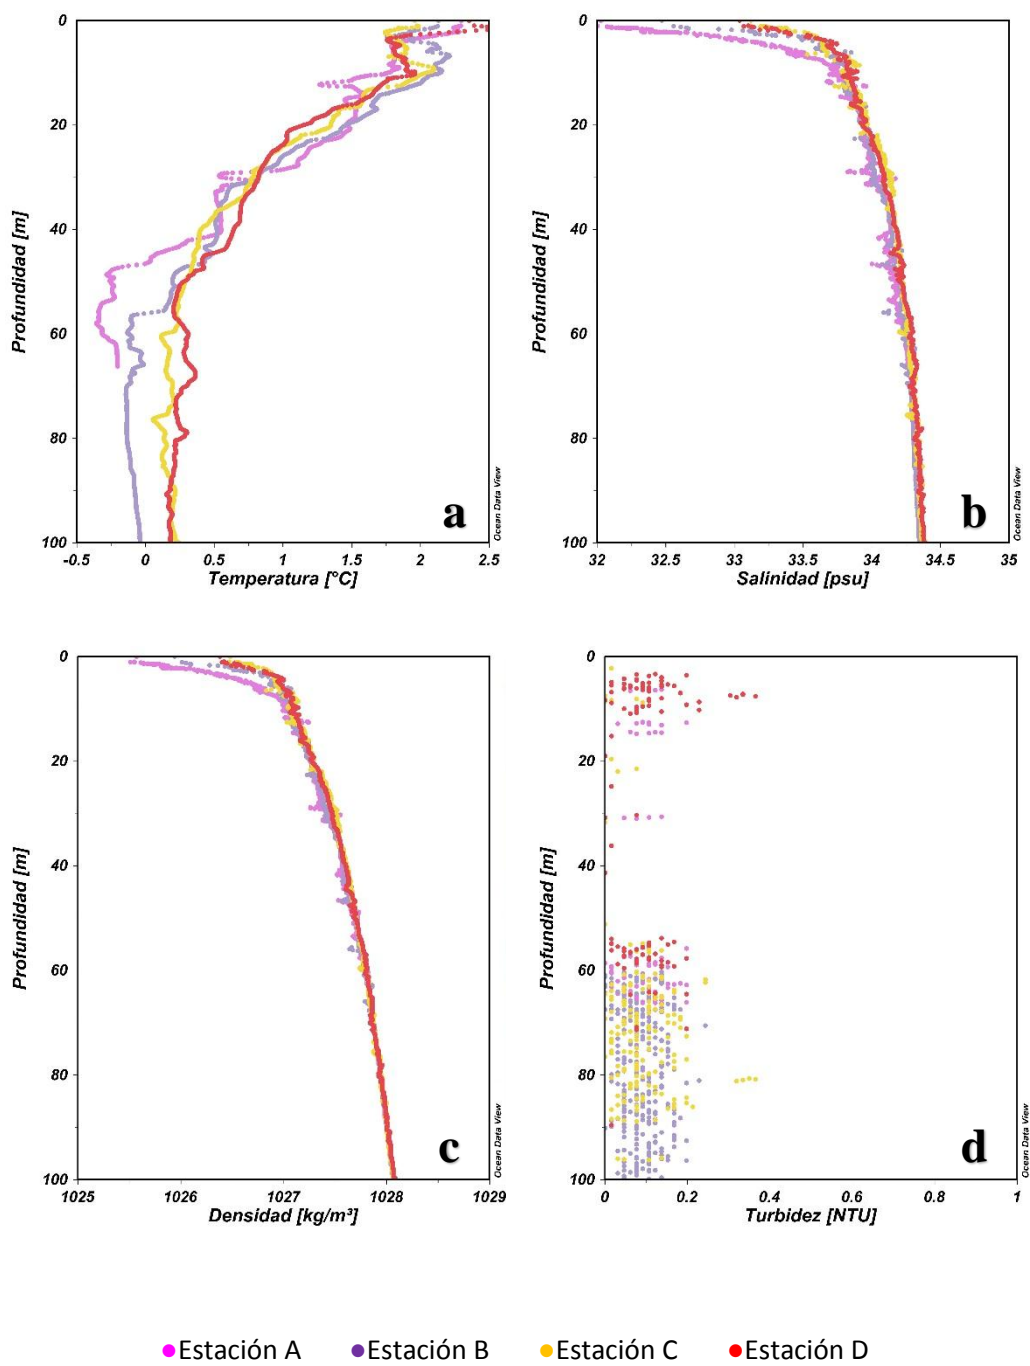 0
20
40
60
80
100
Profundidad [m]
-0.5 0 0.5 1 1.5 2 2.5
Temperatura [°C]
a
Ocean Data View
0
20
40
60
80
100
Profundidad [m]
32 32.5 33 33.5 34 34.5 35
Salinidad [psu]
b
Ocean Data View
0
20
40
60
80
100
Profundidad [m]
1025 1026 1027 1028 1029
Densidad [kg/m³]
c
Ocean Data View
0
20
40
60
80
100
Profundidad [m]
0 0.2 0.4 0.6 0.8 1
Turbidez [NTU]
d
Ocean Data View
Estación A Estación B Estación C Estación D